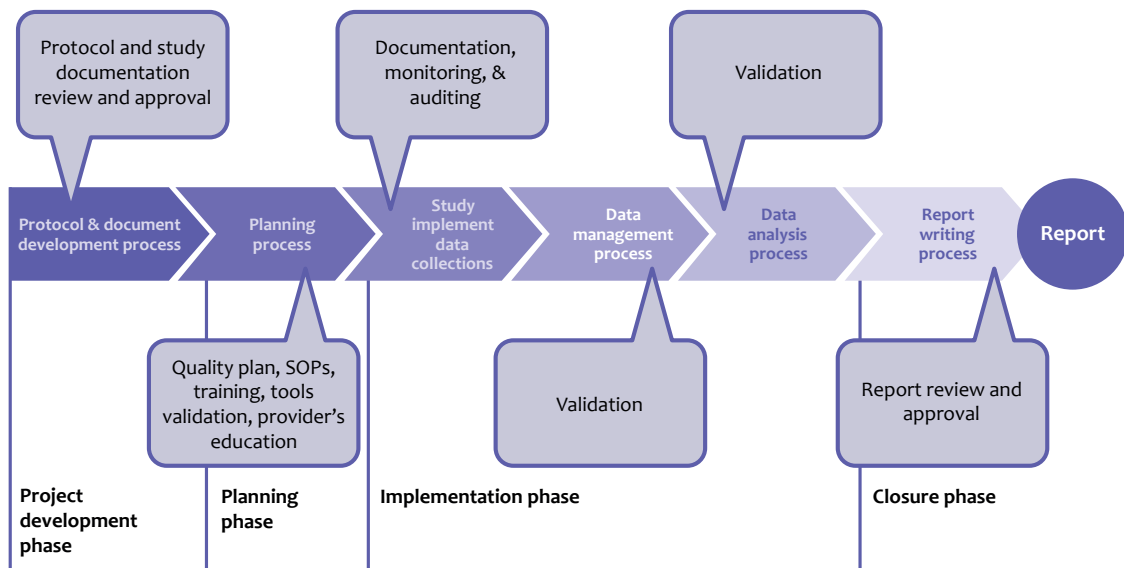 Protocol and study
documentation
review and approval
Documentation,
monitoring, &
auditing
Validation
Protocol & document
development process
Planning
process
Study
implement
data
collections
Data
management
process
Data
analysis
process
Report
writing
process
Report
Quality plan, SOPs,
training, tools
validation, provider’s
education
Validation
Report review and
approval
Project
development
phase
Planning
phase
Implementation phase
Closure phase